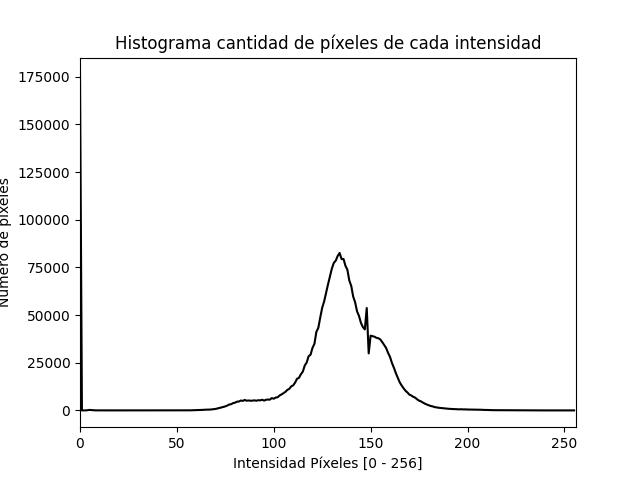 Histograma cantidad de píxeles de cada intensidad
175000
150000
125000
100000
75000
50000
25000
0
Número de píxeles
0 50 100 150 200 250
Intensidad Píxeles [0 - 256]